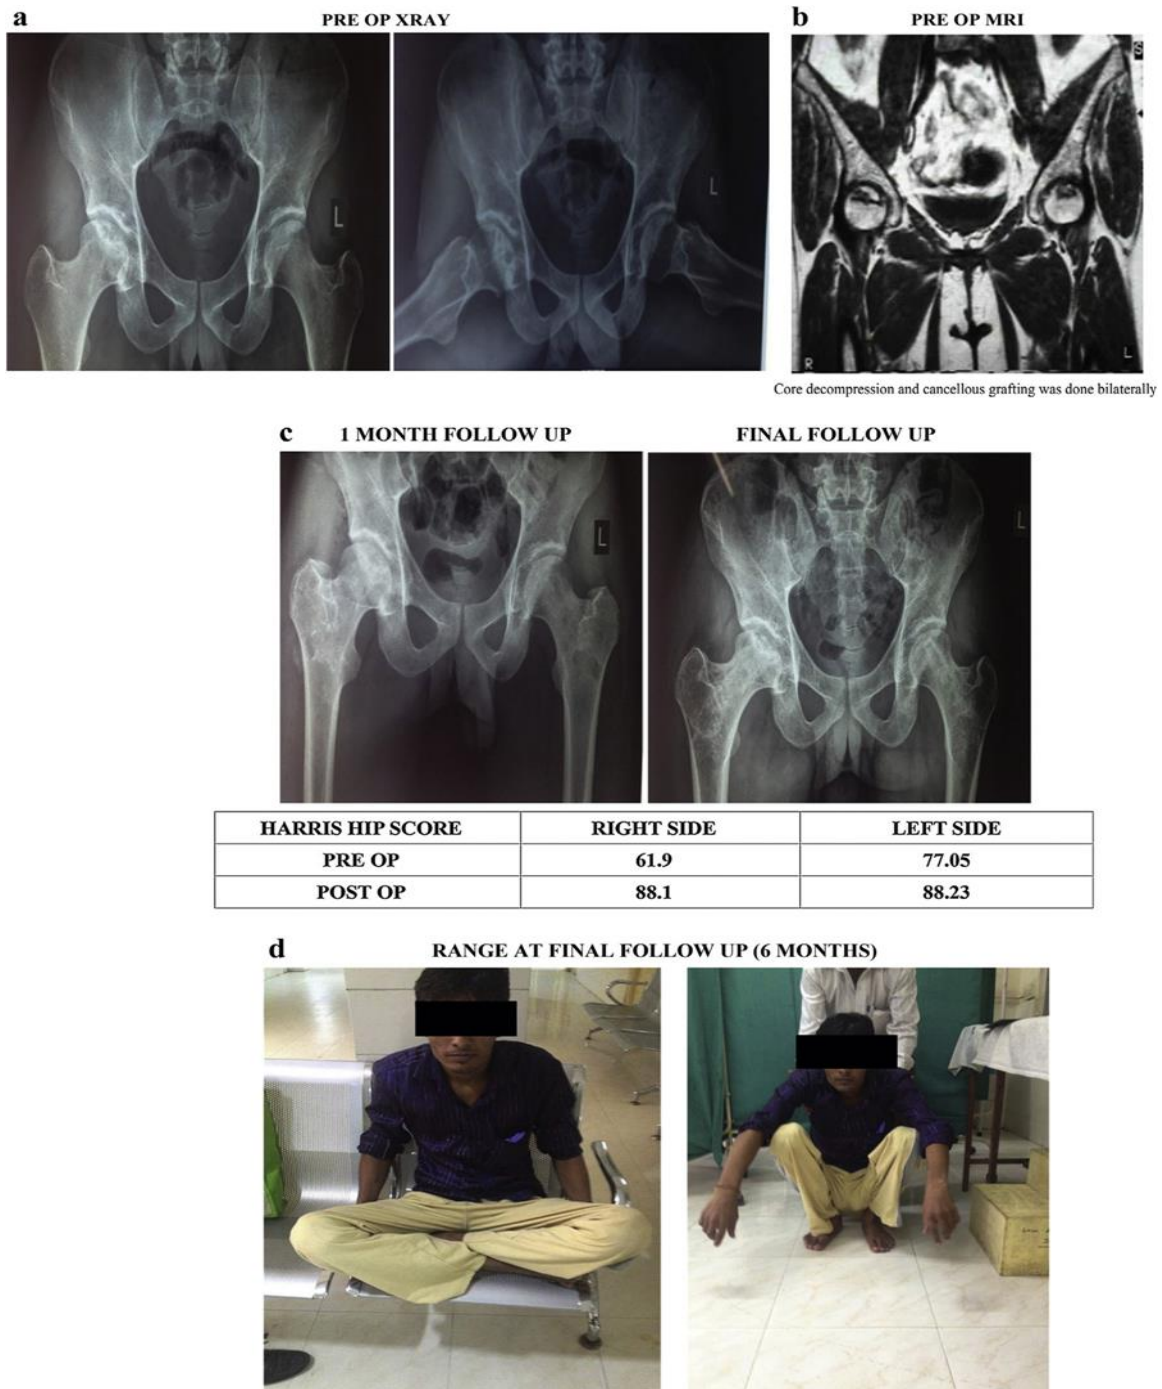 a
PRE OP XRAY
L
L
b
PRE OP MRI
S
R
L
Core decompression and cancellous grafting was done bilaterally
c
1 MONTH FOLLOW UP
FINAL FOLLOW UP
L
L
HARRIS HIP SCORE RIGHT SIDE LEFT SIDE
PRE OP 61.9 77.05
POST OP 88.1 88.23
d
RANGE AT FINAL FOLLOW UP (6 MONTHS)